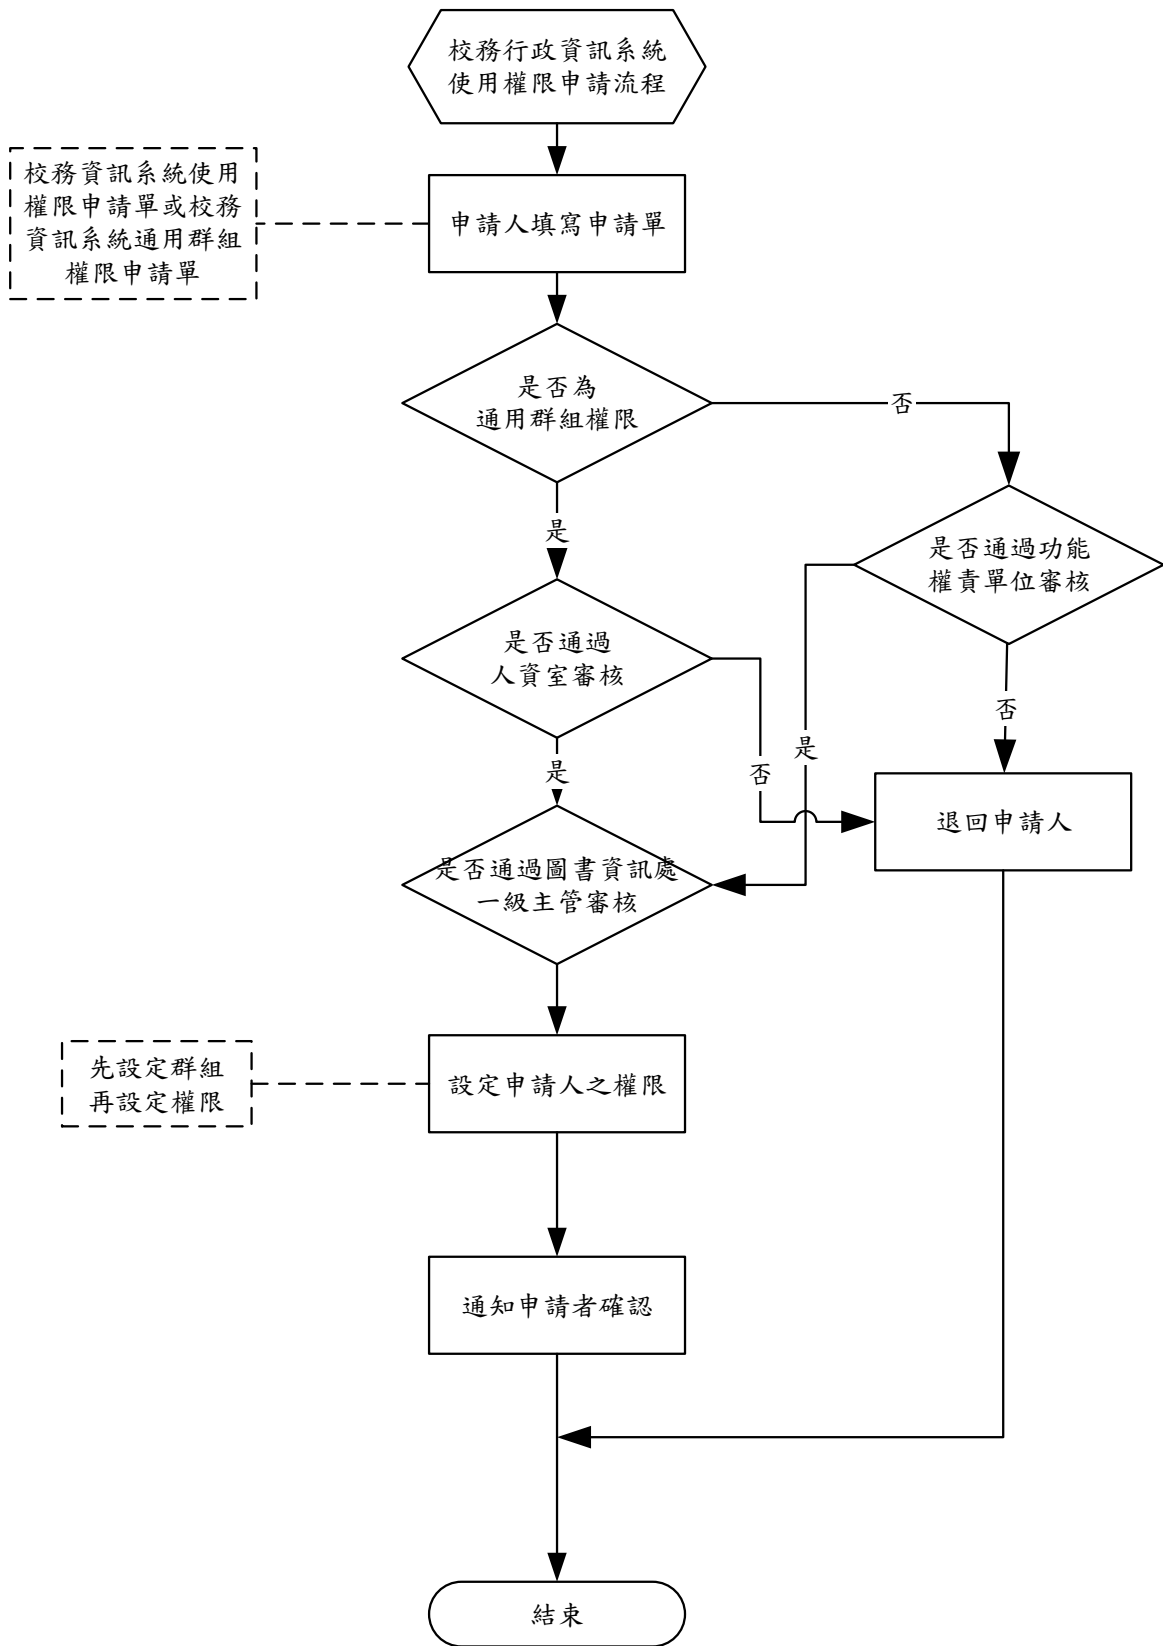 校務行政資訊系統
使用權限申請流程
校務資訊系統使用
權限申請單或校務
資訊系統通用群組
權限申請單
申請人填寫申請單
是否為
通用群組權限
否
是
是否通過功能
權責單位審核
是否通過
人資室審核
否
是
是
否
退回申請人
是否通過圖書資訊處
一級主管審核
先設定群組
再設定權限
設定申請人之權限
通知申請者確認
結束